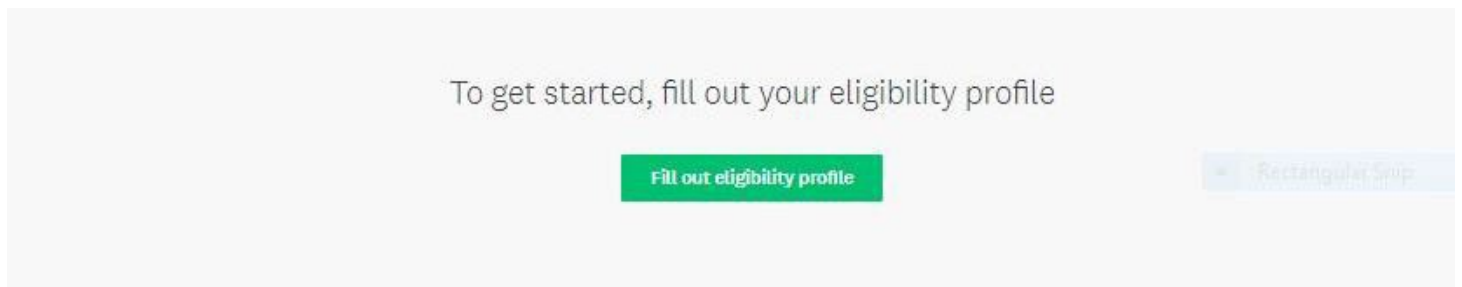 To get started, fill out your eligibility profile
Fill out eligibility profile
Rectangular Snip